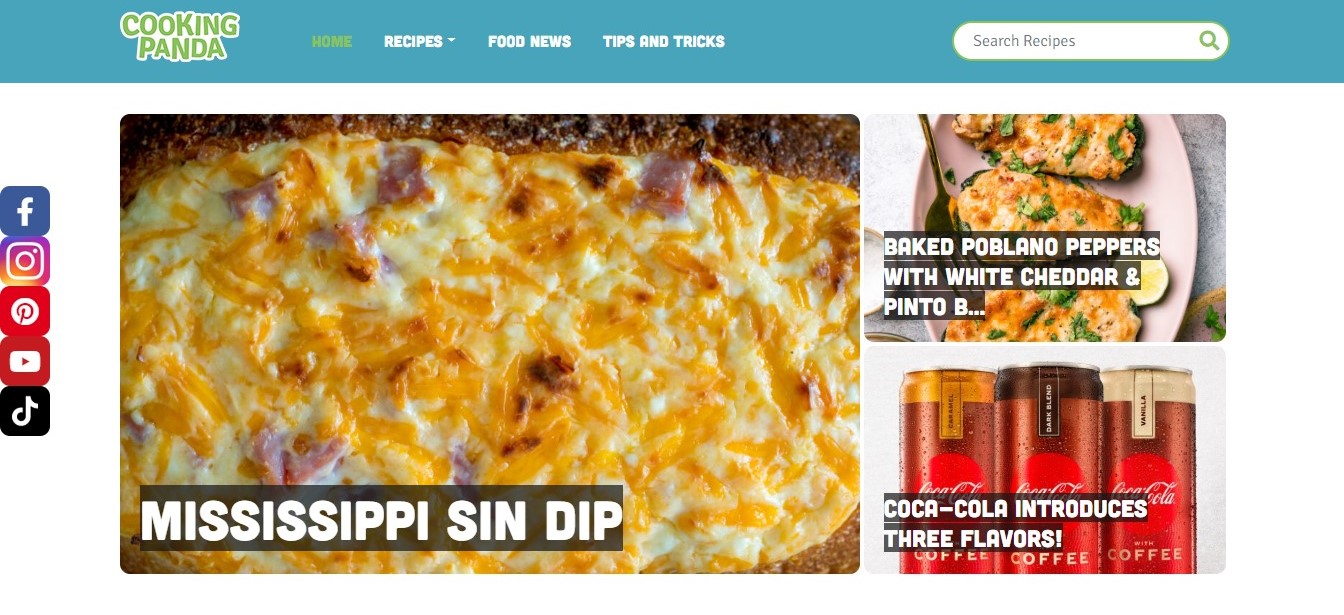 COOKING
PANDA
HOME RECIPES FOOD NEWS TIPS AND TRICKS
Search Recipes
MISSISSIPPI SIN DIP
BAKED POBLANO PEPPERS
WITH WHITE CHEDDAR &
PINTO B...
CARAMEL
DARK BLEND
VANILLA
Coca-Cola Coca-Cola Coca-Cola
COCA-COLA INTRODUCES
THREE FLAVORS!
WITH
COFFEE COFFEE COFFEE